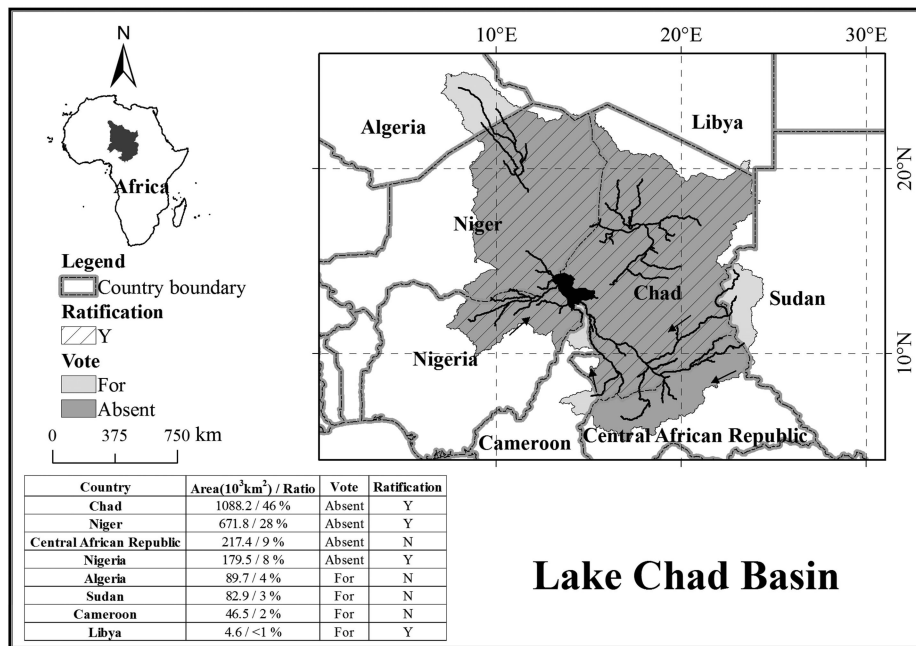 N
Africa
Legend
Country boundary
Ratification
Y
Vote
For
Absent
0 375 750 km
10°E 20°E 30°E
20°N
10°N
Algeria
Libya
Niger
Chad
Sudan
Nigeria
Cameroon
Central African Republic
Country Area(10³km²) / Ratio Vote Ratification
Chad 1088.2 / 46 % Absent Y
Niger 671.8 / 28 % Absent Y
Central African Republic 217.4 / 9 % Absent N
Nigeria 179.5 / 8 % Absent Y
Algeria 89.7 / 4 % For N
Sudan 82.9 / 3 % For N
Cameroon 46.5 / 2 % For N
Libya 4.6 / <1 % For Y
Lake Chad Basin